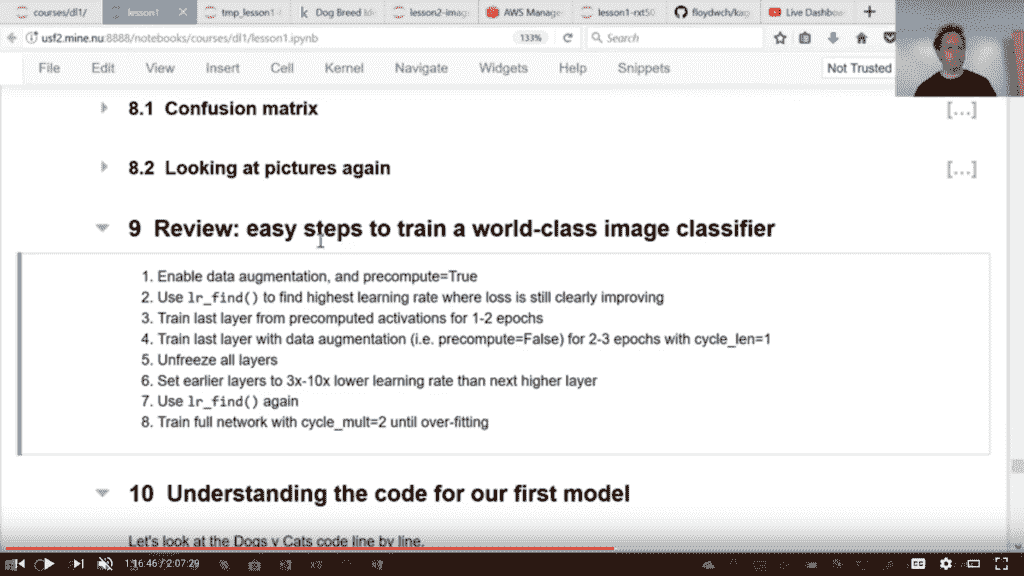 courses/dl1/ lesson1 tmp_lesson1- Dog Breed Id lesson2-imag AWS Manage lesson1-rxt50 floydwch/kag Live Dashbo
usf2.mine.nu:8888/notebooks/courses/dl1/lesson1.ipynb 133% Search
File Edit View Insert Cell Kernel Navigate Widgets Help Snippets Not Trusted
8.1 Confusion matrix [...]
8.2 Looking at pictures again [...]
9 Review: easy steps to train a world-class image classifier
1. Enable data augmentation, and precompute=True
2. Use lr_find() to find highest learning rate where loss is still clearly improving
3. Train last layer from precomputed activations for 1-2 epochs
4. Train last layer with data augmentation (i.e. precompute=False) for 2-3 epochs with cycle_len=1
5. Unfreeze all layers
6. Set earlier layers to 3x-10x lower learning rate than next higher layer
7. Use lr_find() again
8. Train full network with cycle_mult=2 until over-fitting
10 Understanding the code for our first model
Let's look at the Dogs v Cats code line by line.
1:16:46 / 2:07:29